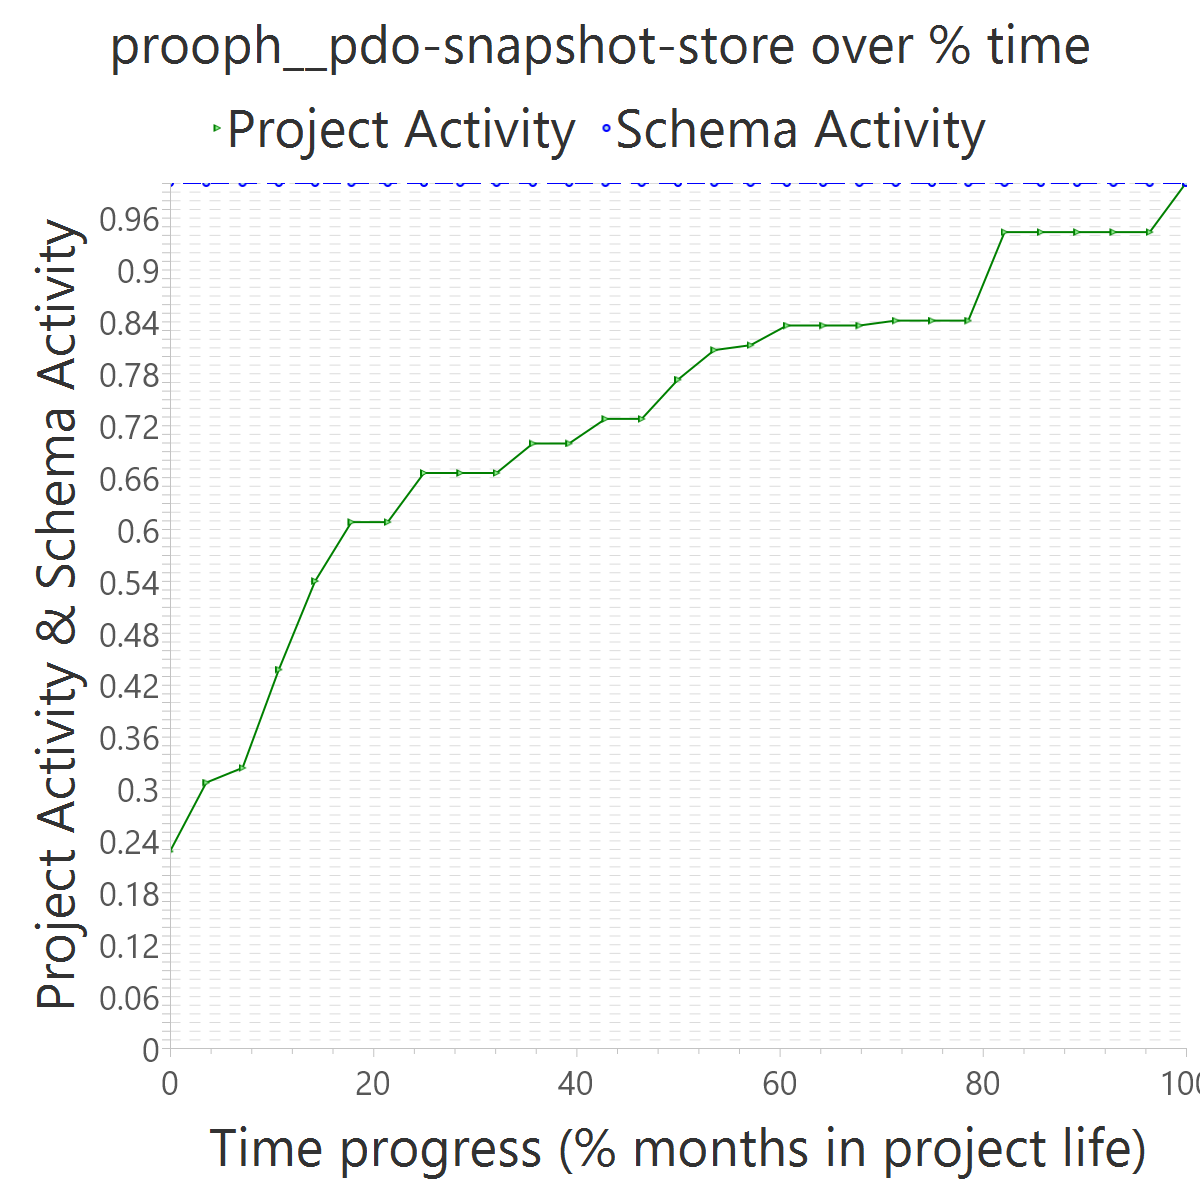 prooph__pdo-snapshot-store over % time
Project Activity
Schema Activity
Project Activity & Schema Activity
0.96
0.9
0.84
0.78
0.72
0.66
0.6
0.54
0.48
0.42
0.36
0.3
0.24
0.18
0.12
0.06
0
0 20 40 60 80 100
Time progress (% months in project life)